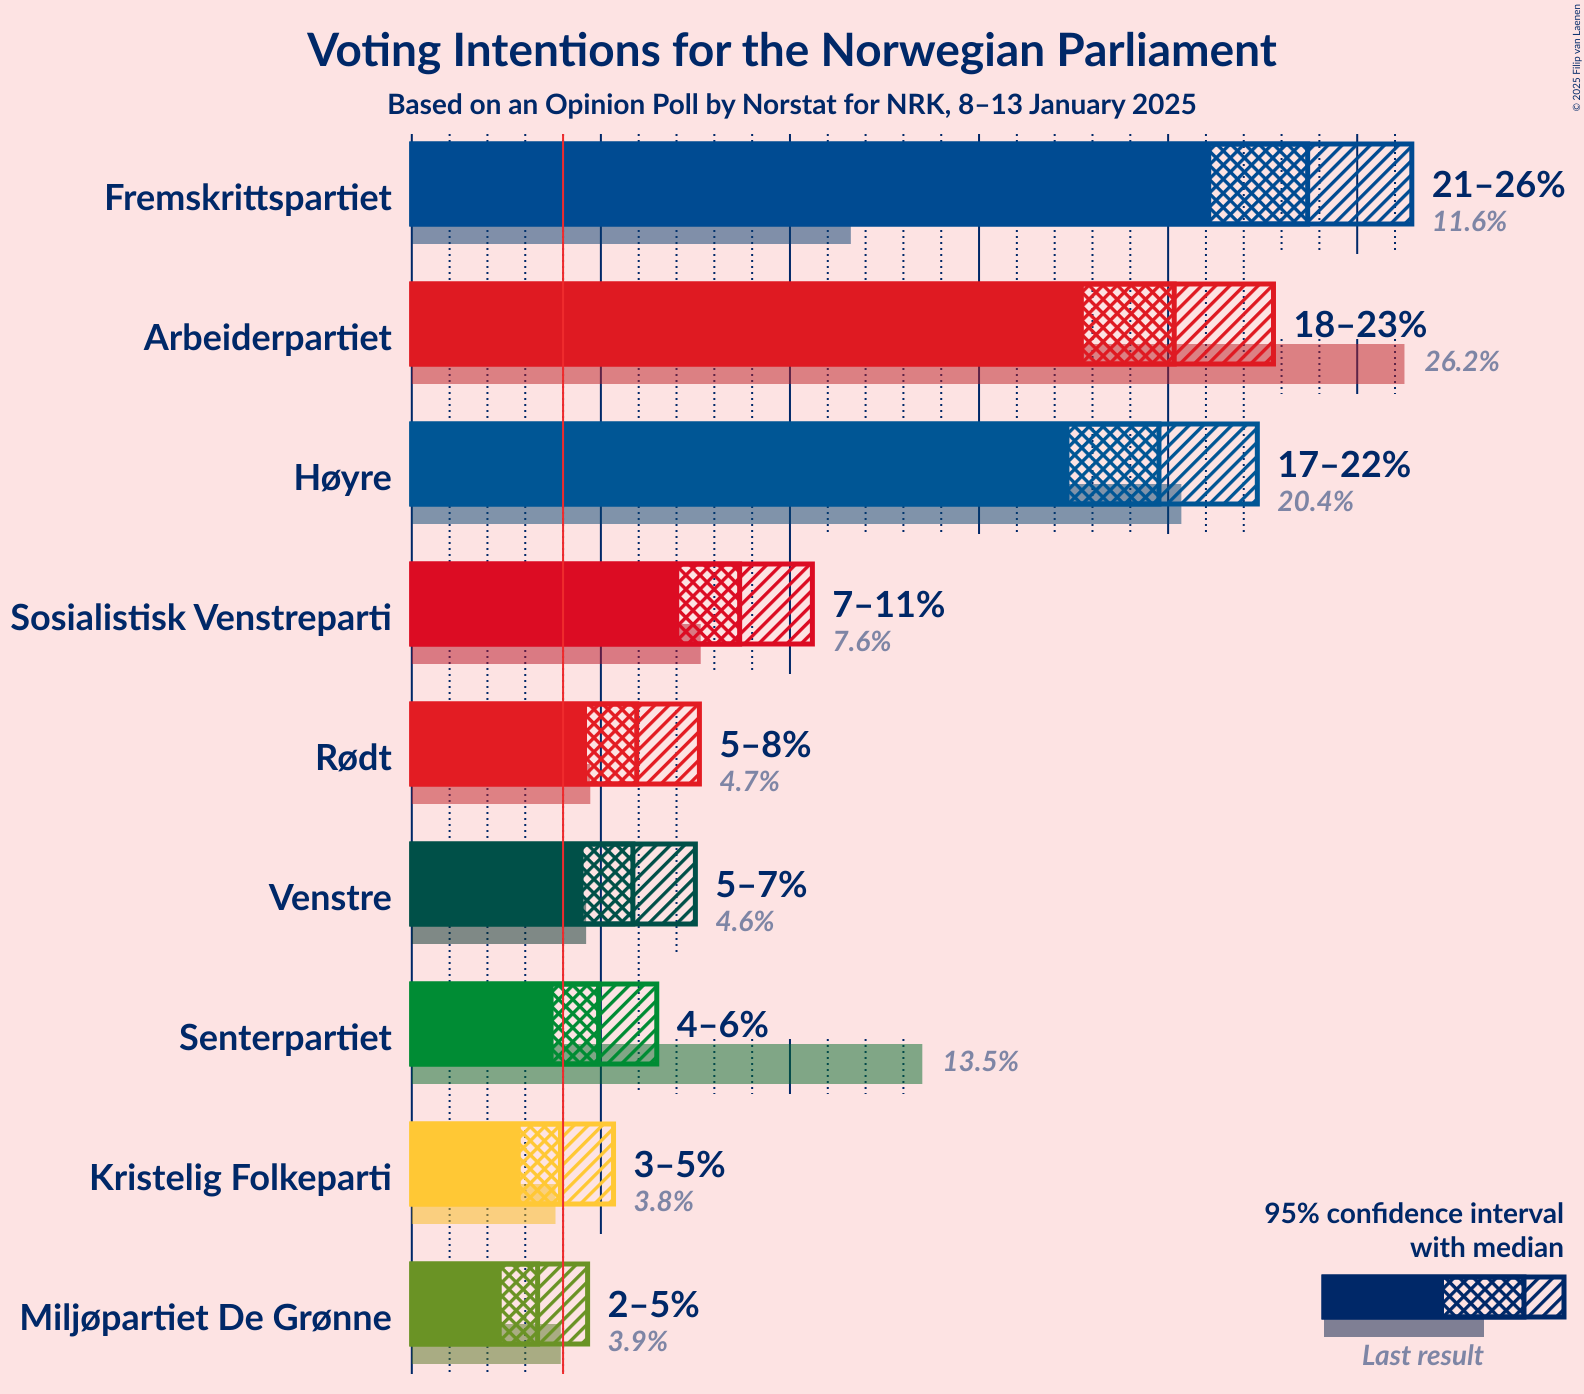 Voting Intentions for the Norwegian Parliament
Based on an Opinion Poll by Norstat for NRK, 8–13 January 2025
© 2025 Filip van Laenen
Fremskrittspartiet
21–26%
11.6%
Arbeiderpartiet
18–23%
26.2%
Høyre
17–22%
20.4%
Sosialistisk Venstreparti
7–11%
7.6%
Rødt
5–8%
4.7%
Venstre
5–7%
4.6%
Senterpartiet
4–6%
13.5%
Kristelig Folkeparti
3–5%
3.8%
Miljøpartiet De Grønne
2–5%
3.9%
95% confidence interval
with median
Last result